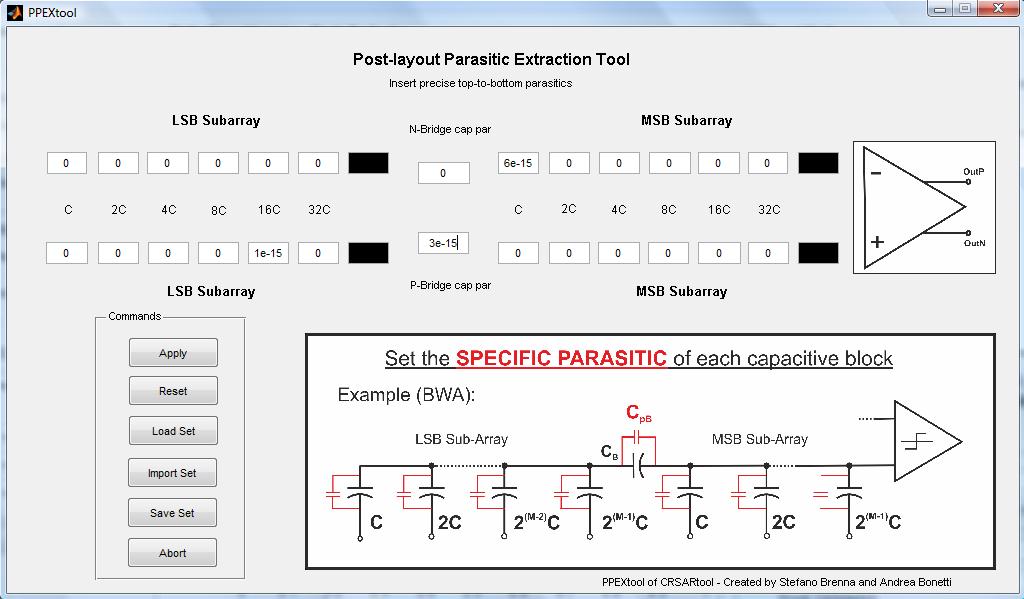 PPEXtool
Post-layout Parasitic Extraction Tool
Insert precise top-to-bottom parasitics
LSB Subarray
N-Bridge cap par
MSB Subarray
0 0 0 0 0 0
0
6e-15 0 0 0 0 0
C 2C 4C 8C 16C 32C
C 2C 4C 8C 16C 32C
0 0 0 0 1e-15 0
3e-15
0 0 0 0 0 0
LSB Subarray
P-Bridge cap par
MSB Subarray
-
OutP
+
OutN
Commands
Apply
Reset
Load Set
Import Set
Save Set
Abort
Set the SPECIFIC PARASITIC of each capacitive block
Example (BWA):
CpB
LSB Sub-Array
CB
MSB Sub-Array
C 2C 2(M-2)C 2(M-1)C C 2C 2(M-1)C
PPEXtool of CRSARtool - Created by Stefano Brenna and Andrea Bonetti